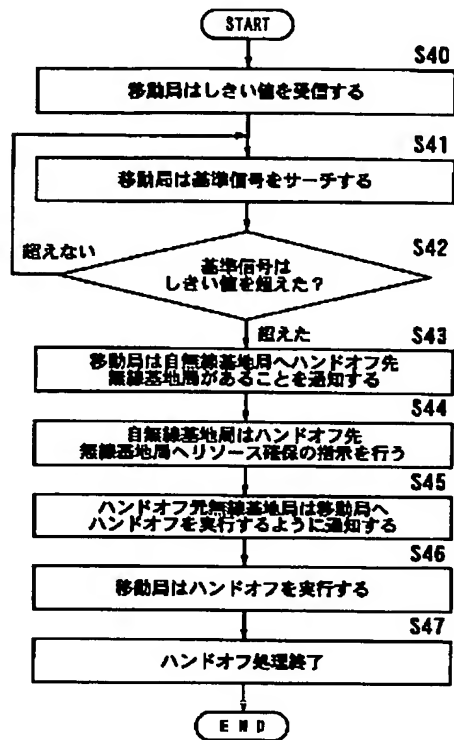 START
S40
移動局はしきい値を受信する
S41
移動局は基準信号をサーチする
S42
超えない
基準信号は
しきい値を超えた？
超えた
S43
移動局は自無線基地局へハンドオフ先
無線基地局があることを通知する
S44
自無線基地局はハンドオフ先
無線基地局へリソース確保の指示を行う
S45
ハンドオフ元無線基地局は移動局へ
ハンドオフを実行するように通知する
S46
移動局はハンドオフを実行する
S47
ハンドオフ処理終了
END